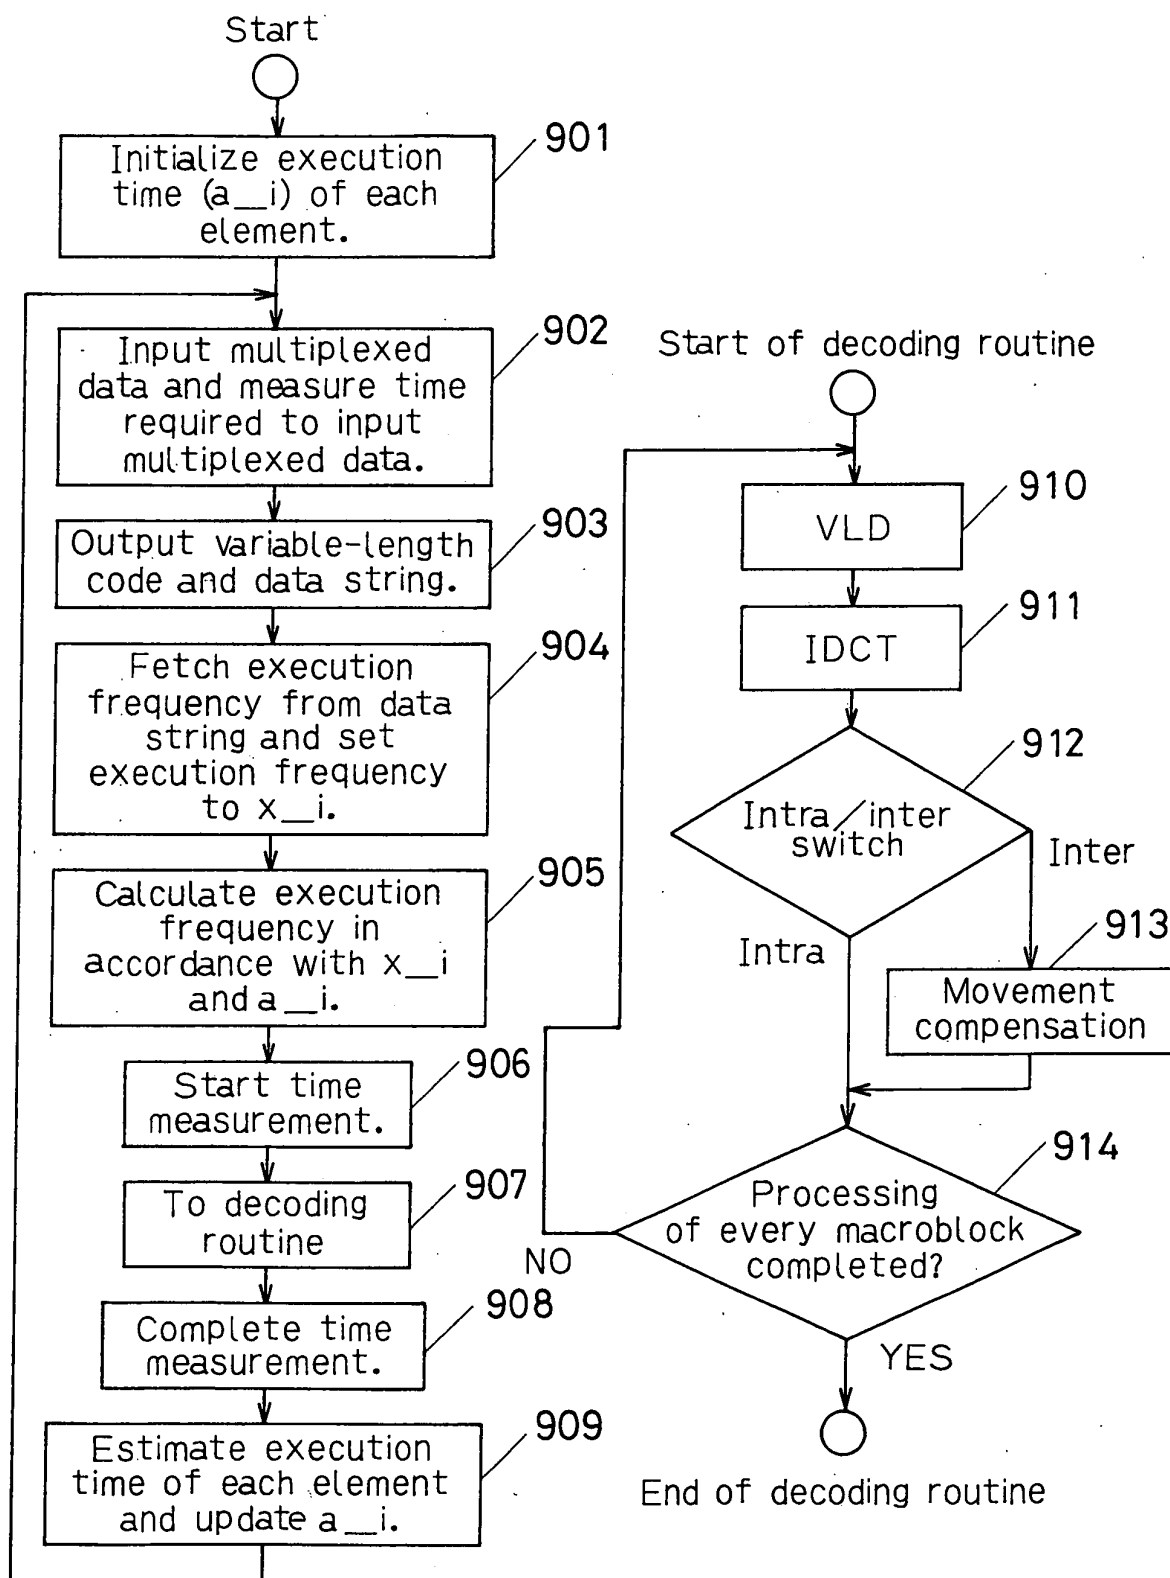 Start
901
Initialize execution
time (a__i) of each
element.
902
Input multiplexed
data and measure time
required to input
multiplexed data.
903
Output variable-length
code and data string.
904
Fetch execution
frequency from data
string and set
execution frequency
to x__i.
905
Calculate execution
frequency in
accordance with x__i
and a__i.
906
Start time
measurement.
907
To decoding
routine
908
Complete time
measurement.
909
Estimate execution
time of each element
and update a__i.
Start of decoding routine
910
VLD
911
IDCT
912
Intra/inter
switch
Inter
Intra
913
Movement
compensation
914
Processing
of every macroblock
completed?
NO
YES
End of decoding routine